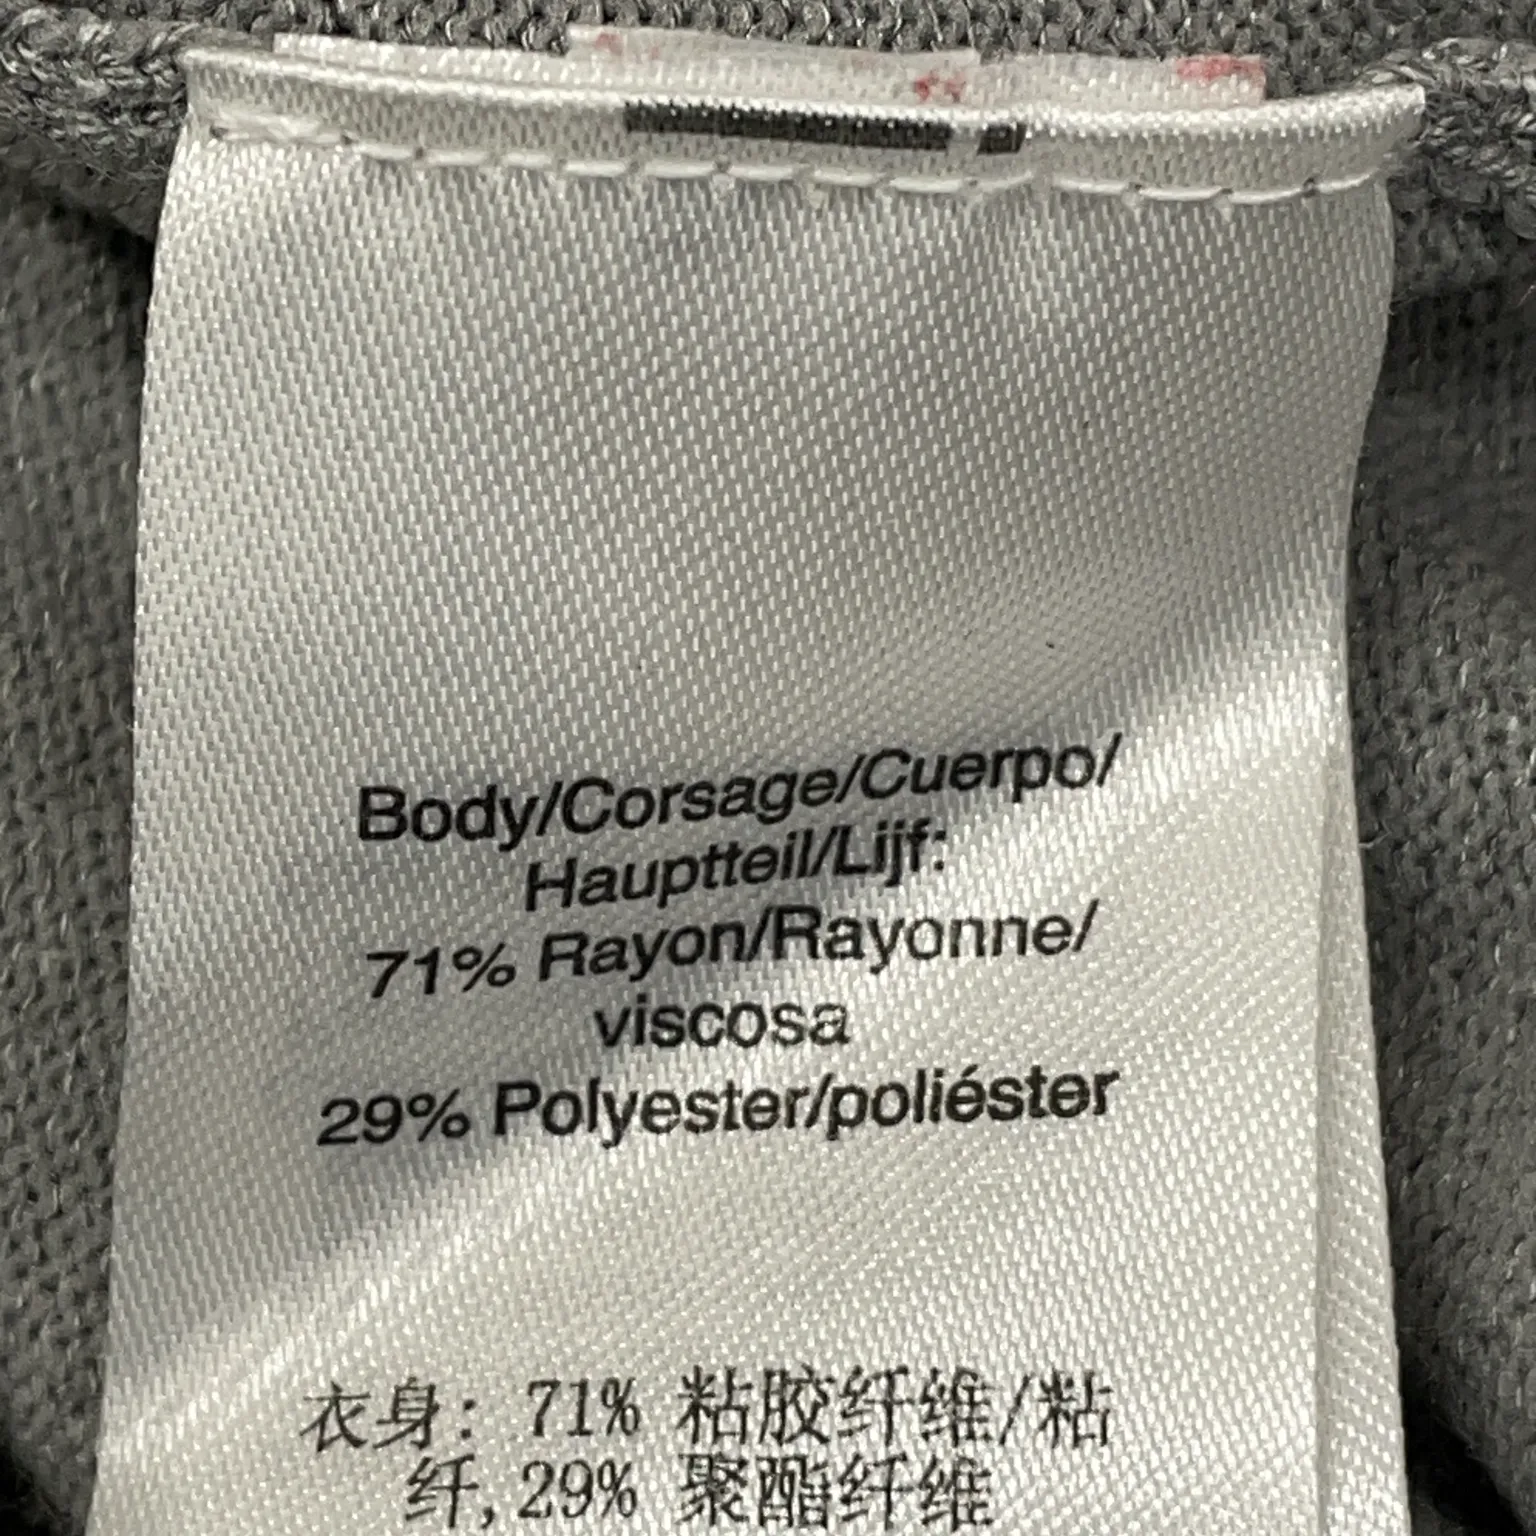 Body/Corsage/Cuerpo/
Hauptteil/Lijf:
71% Rayon/Rayonne/
viscosa
29% Polyester/poliéster
衣身: 71% 粘胶纤维/粘
纤,29% 聚酯纤维